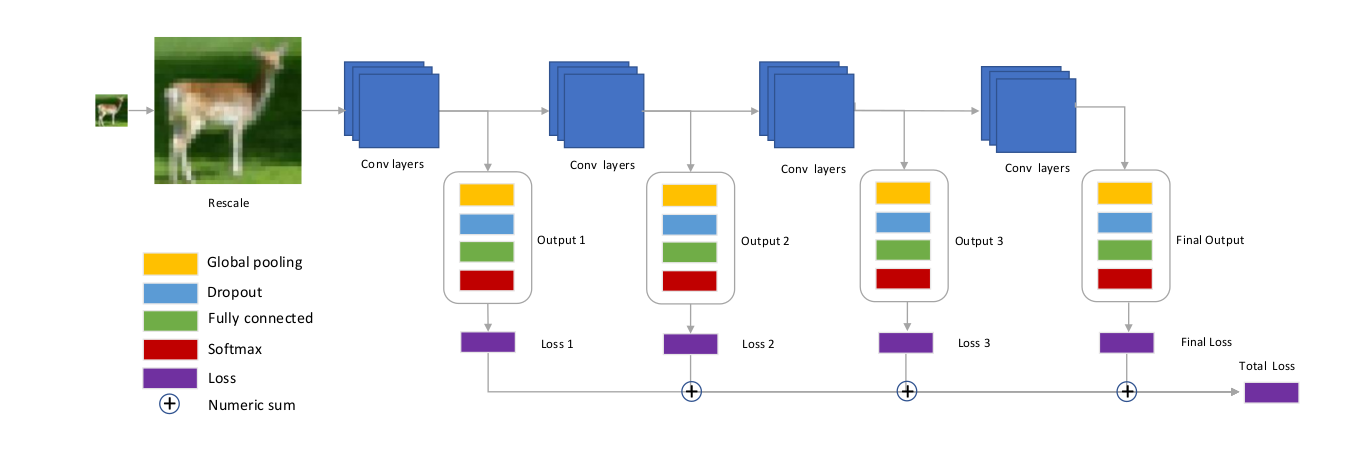 Conv layers
Conv layers
Conv layers
Conv layers
Rescale
Output 1
Output 2
Output 3
Final Output
Global pooling
Dropout
Fully connected
Softmax
Loss
Numeric sum
Loss 1
Loss 2
Loss 3
Final Loss
Total Loss